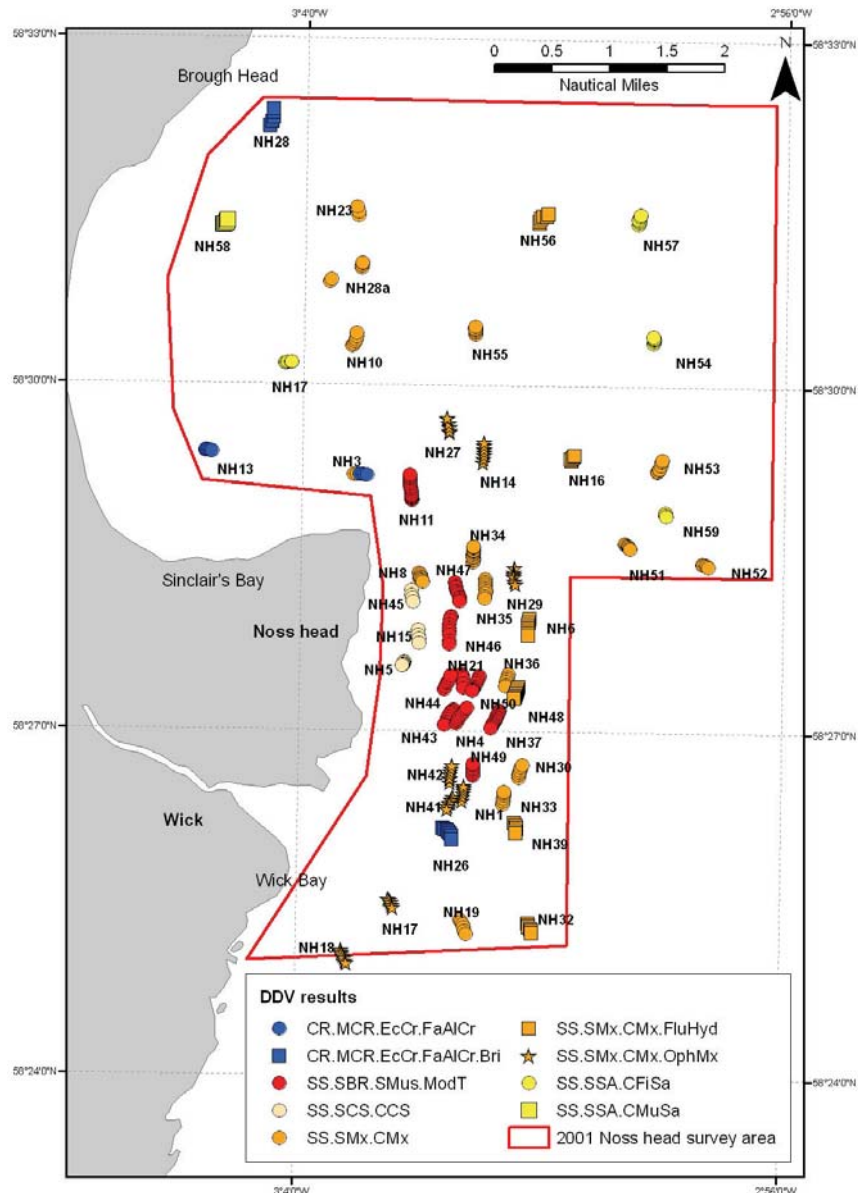 3°4'0"W
2°56'0"W
58°33'0"N
58°33'0"N
N
0 0.5 1 1.5 2
Nautical Miles
Brough Head
NH28
NH23
NH58
NH56
NH57
NH28a
NH10
NH55
NH54
NH17
58°30'0"N
58°30'0"N
NH27
NH13
NH3
NH14
NH16
NH53
NH11
NH59
NH34
NH51
NH52
Sinclair's Bay
NH8
NH47
NH45
NH29
NH35
Noss head
NH15
NH6
NH46
NH5
NH21
NH36
NH44
NH50
NH48
58°27'0"N
58°27'0"N
NH43
NH4
NH37
NH49
NH42
NH30
NH41
NH1
NH33
Wick
NH39
NH26
Wick Bay
NH17
NH19
NH32
NH18
DDV results
CR.MCR.EcCr.FaAlCr
CR.MCR.EcCr.FaAlCr.Bri
SS.SBR.SMus.ModT
SS.SCS.CCS
SS.SMx.CMx
SS.SMx.CMx.FluHyd
SS.SMx.CMx.OphMx
SS.SSA.CFiSa
SS.SSA.CMuSa
2001 Noss head survey area
58°24'0"N
58°24'0"N
3°4'0"W
2°56'0"W